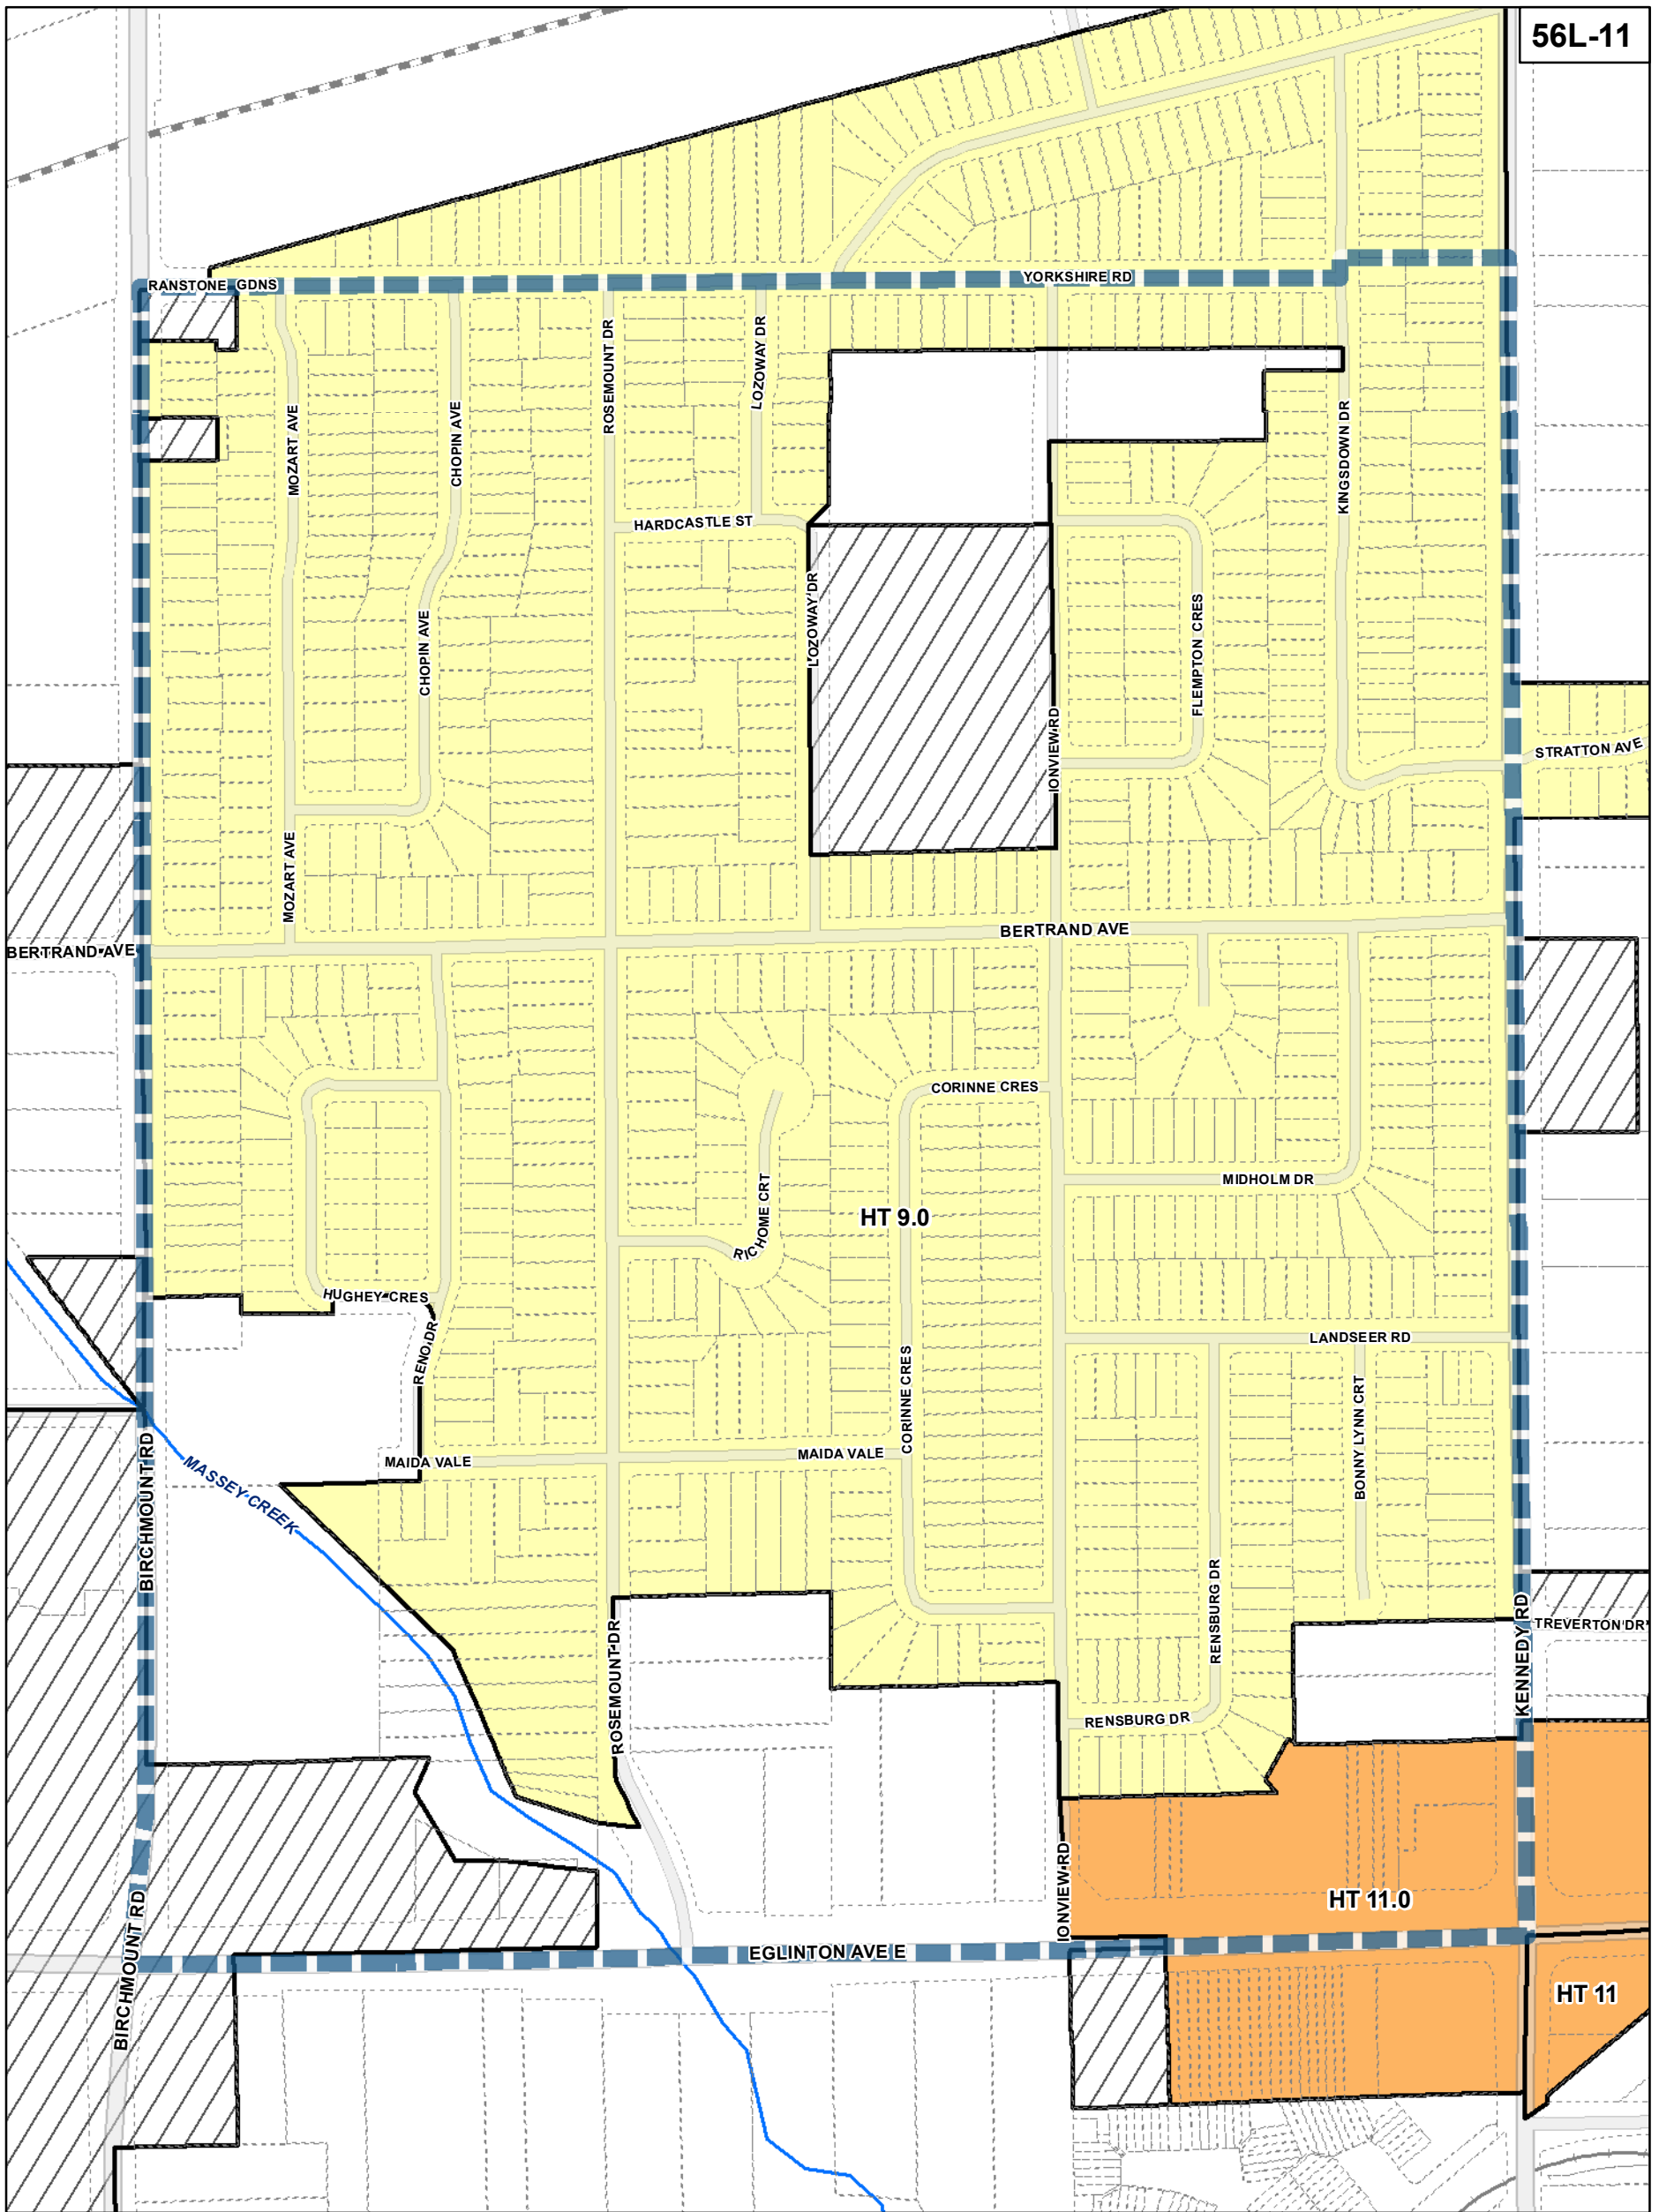 56L-11
RANSTONE GDNS
YORKSHIRE RD
MOZART AVE
CHOPIN AVE
ROSEMOUNT DR
LOZOWAY DR
KINGSDOWN DR
HARDCASTLE ST
LOZOWAY DR
CHOPIN AVE
FLEMPTON CRES
IONVIEW RD
STRATTON AVE
MOZART AVE
BERTRAND AVE
BERTRAND AVE
CORINNE CRES
MIDHOLM DR
RICHOME CRT
HT 9.0
HUGHEY CRES
RENO DR
LANDSEER RD
CORINNE CRES
BONNY LYNN CRT
MAIDA VALE
MAIDA VALE
BIRCHMOUNT RD
MASSEY CREEK
RENSBURG DR
ROSEMOUNT DR
KENNEDY RD
TREVERTON DR
RENSBURG DR
IONVIEW RD
HT 11.0
BIRCHMOUNT RD
EGLINTON AVE E
HT 11